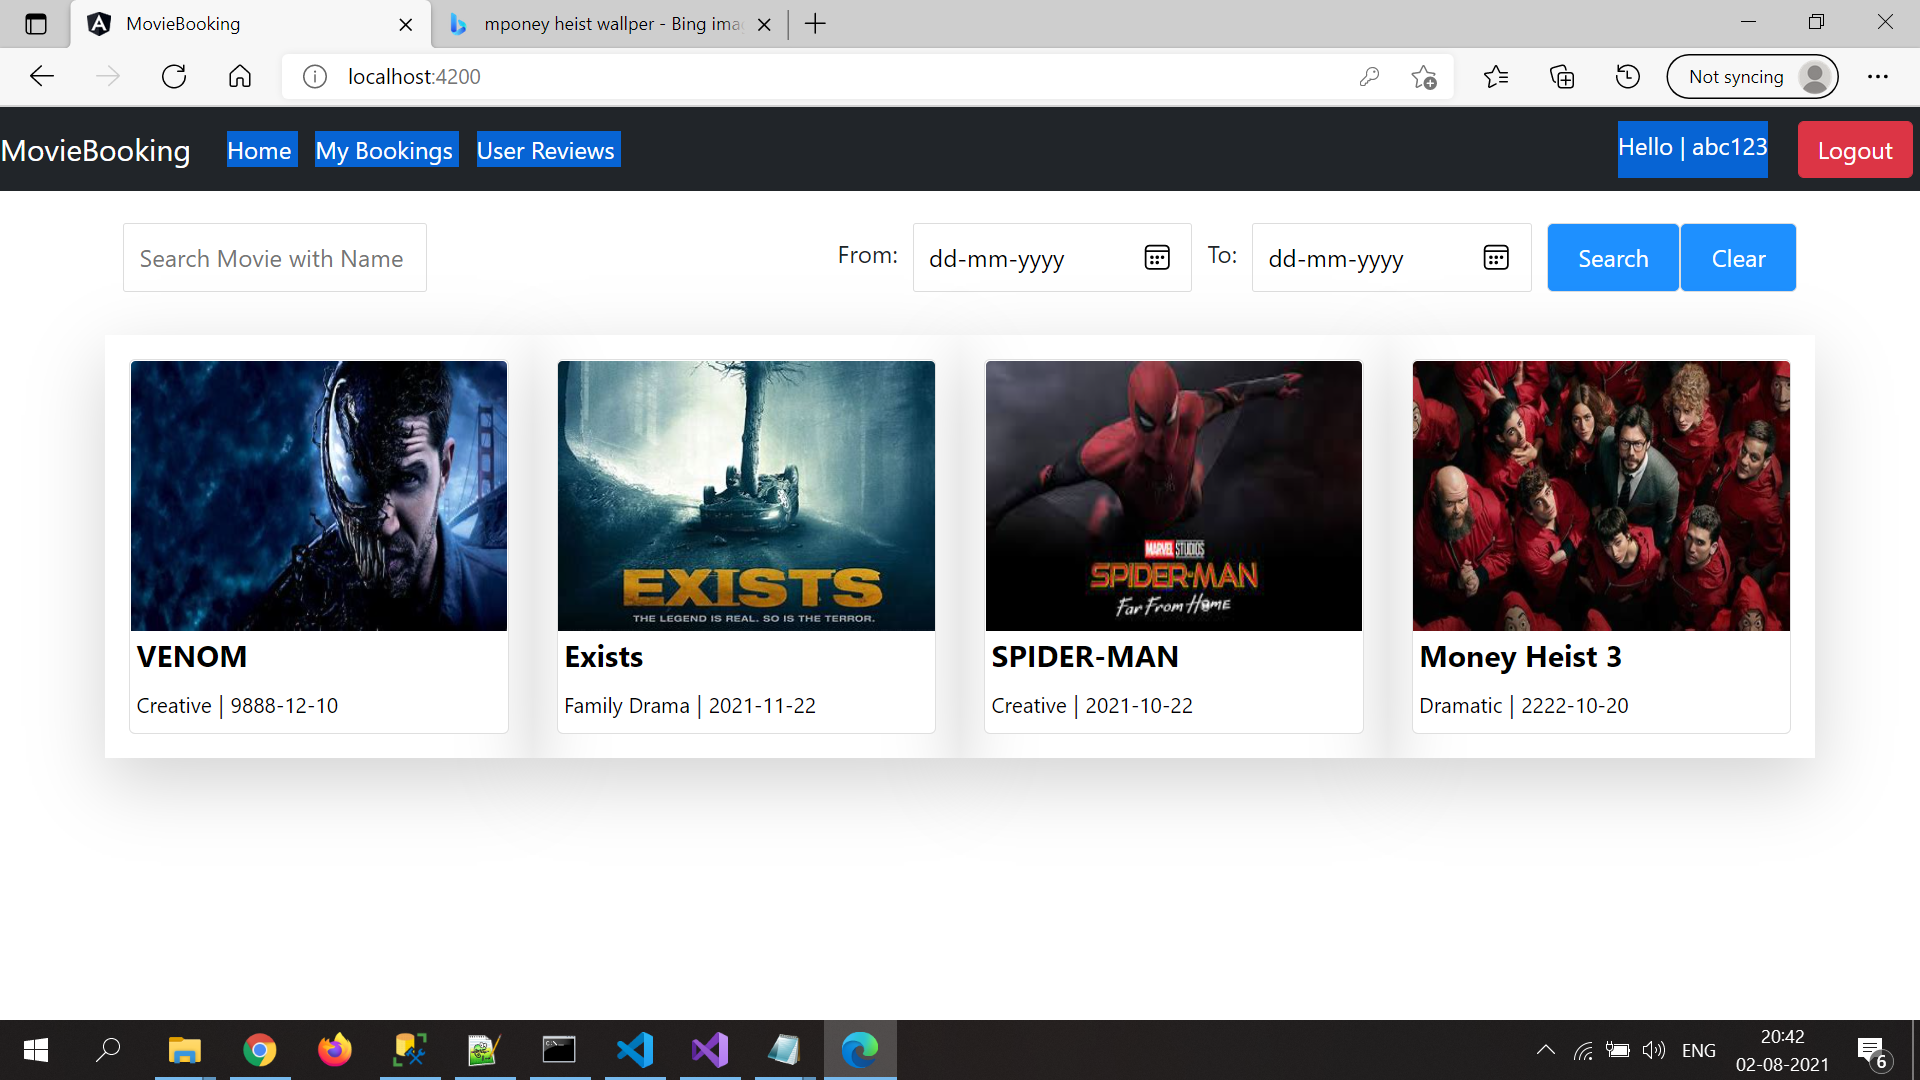 MovieBooking
mponey heist wallper - Bing ima
localhost:4200
Not syncing
MovieBooking Home My Bookings User Reviews Hello | abc123 Logout
Search Movie with Name From: dd-mm-yyyy To: dd-mm-yyyy Search Clear
EXISTS
THE LEGEND IS REAL. SO IS THE TERROR.
MARVEL STUDIOS
SPIDER-MAN
Far From Home
VENOM
Creative | 9888-12-10
Exists
Family Drama | 2021-11-22
SPIDER-MAN
Creative | 2021-10-22
Money Heist 3
Dramatic | 2222-10-20
ENG
20:42
02-08-2021
6